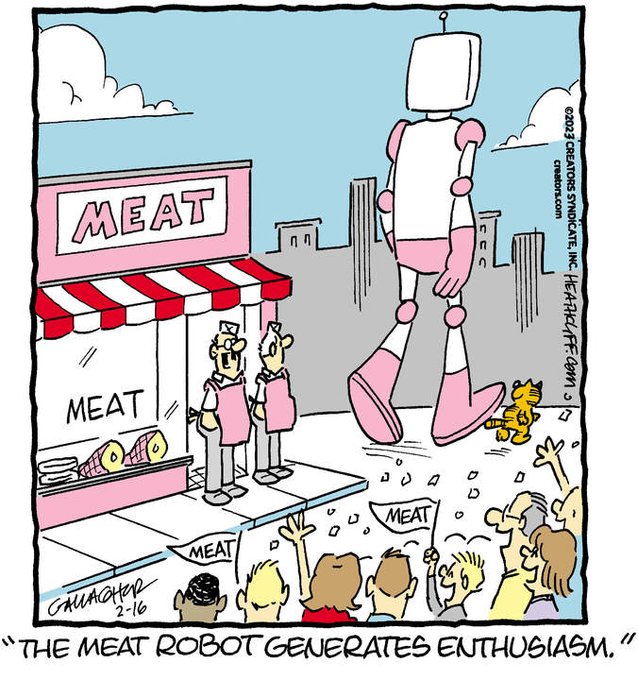 MEAT
MEAT
MEAT
MEAT
GALLAGHER
2-16
©2023 CREATORS SYNDICATE, INC. HEATHCLIFF.COM
creators.com
"THE MEAT ROBOT GENERATES ENTHUSIASM."